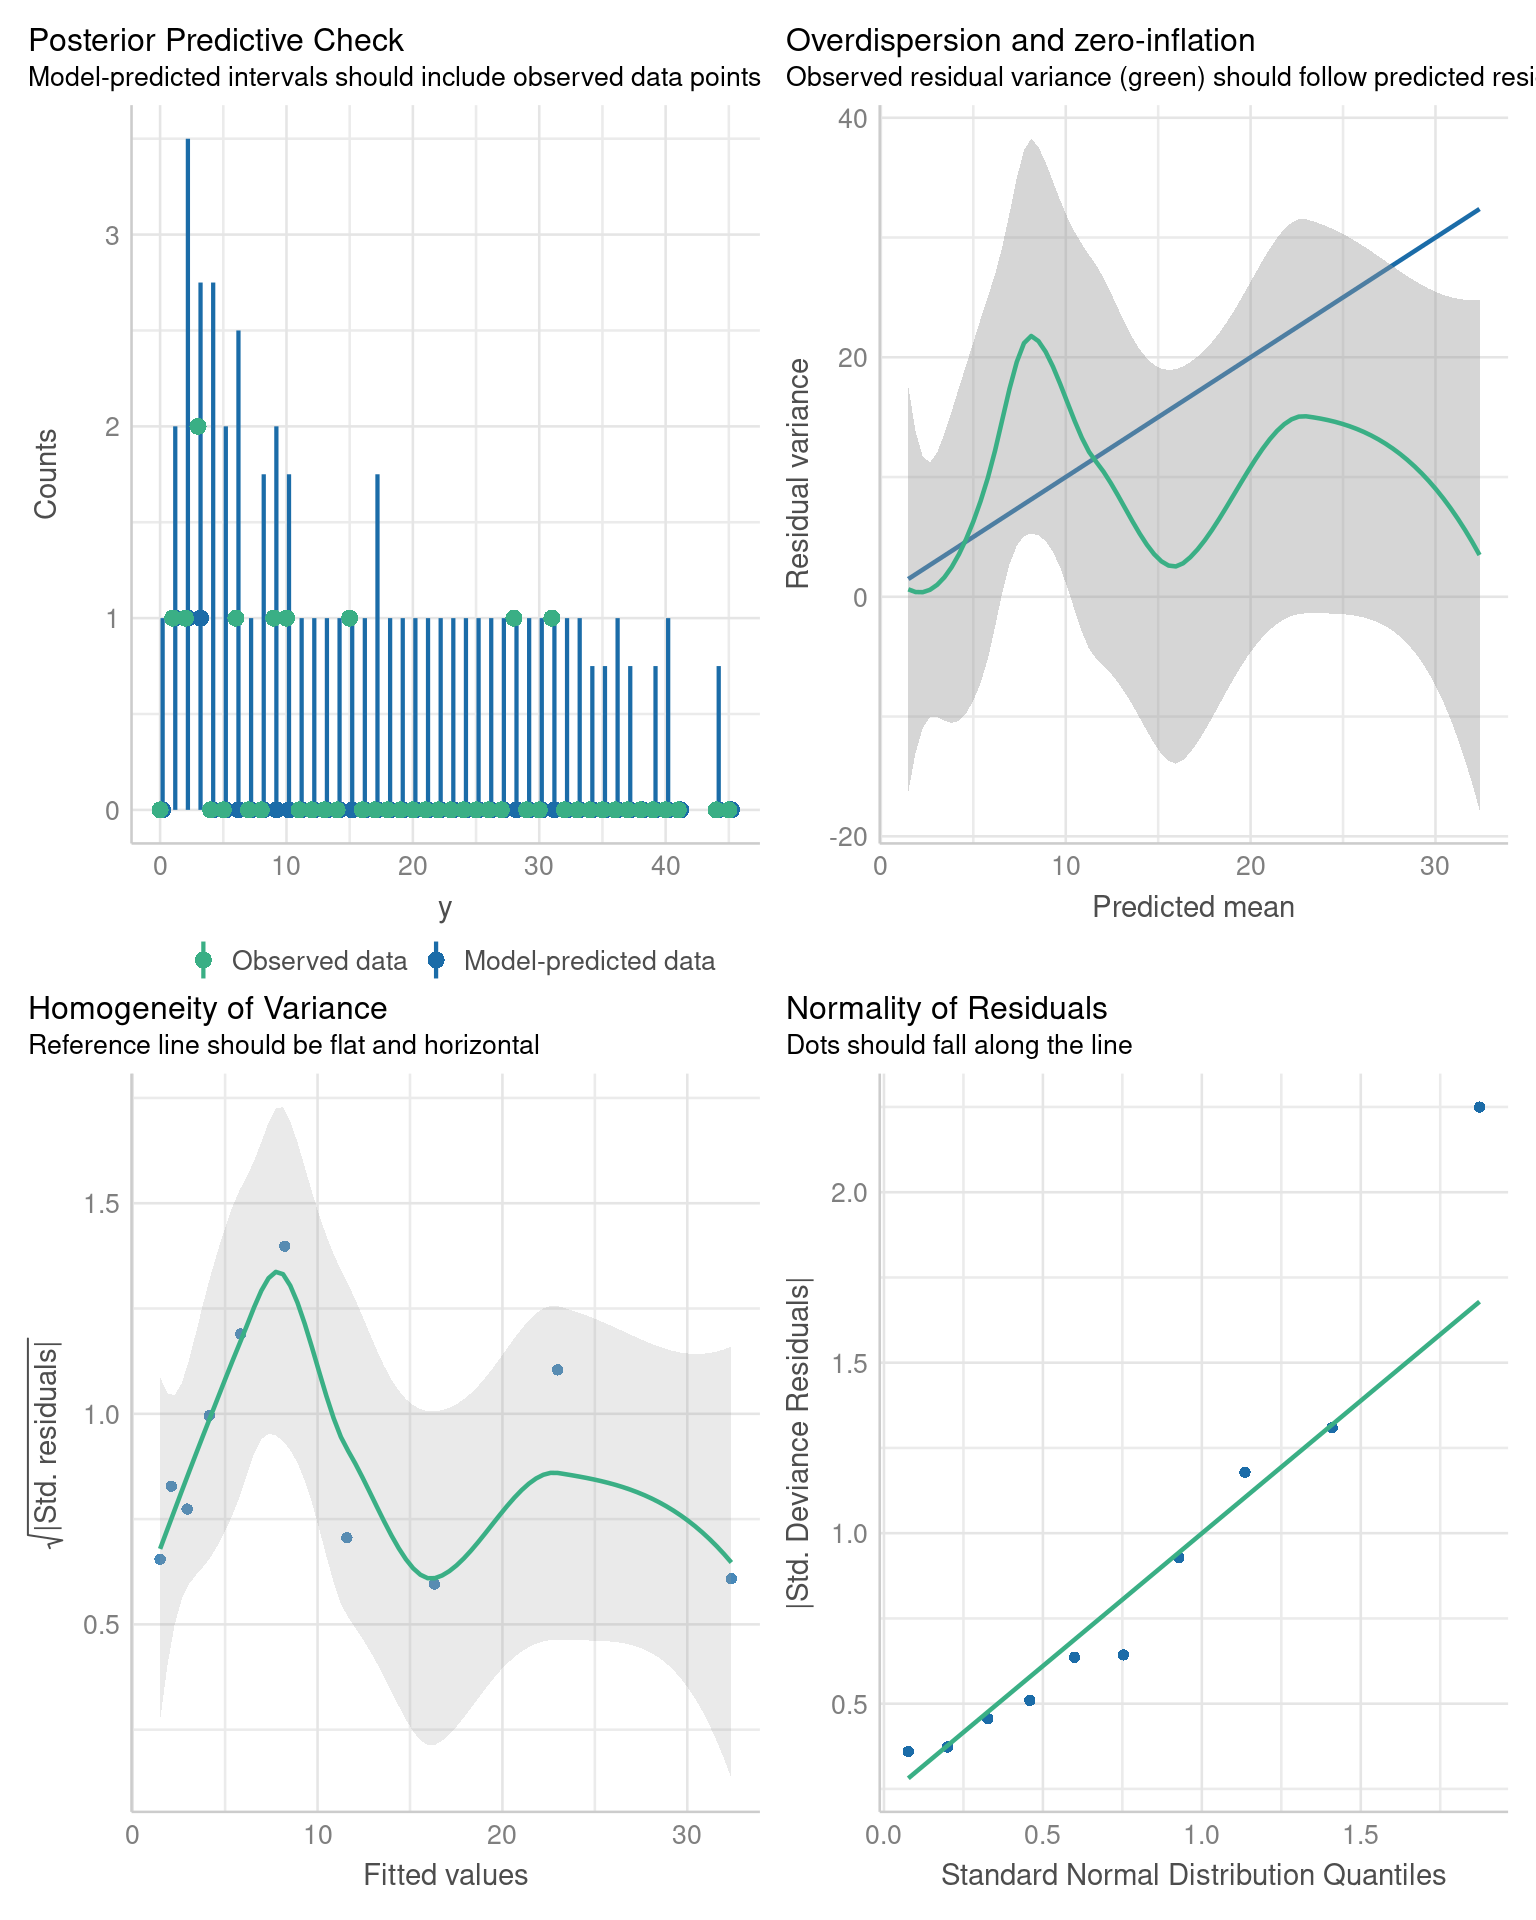 Posterior Predictive Check
Model-predicted intervals should include observed data points
3
2
1
0
Counts
0 10 20 30 40
y
Observed data Model-predicted data
Overdispersion and zero-inflation
Observed residual variance (green) should follow predicted resi
40
20
0
-20
Residual variance
0 10 20 30
Predicted mean
Homogeneity of Variance
Reference line should be flat and horizontal
1.5
1.0
0.5
√|Std. residuals|
0 10 20 30
Fitted values
Normality of Residuals
Dots should fall along the line
2.0
1.5
1.0
0.5
|Std. Deviance Residuals|
0.0 0.5 1.0 1.5
Standard Normal Distribution Quantiles